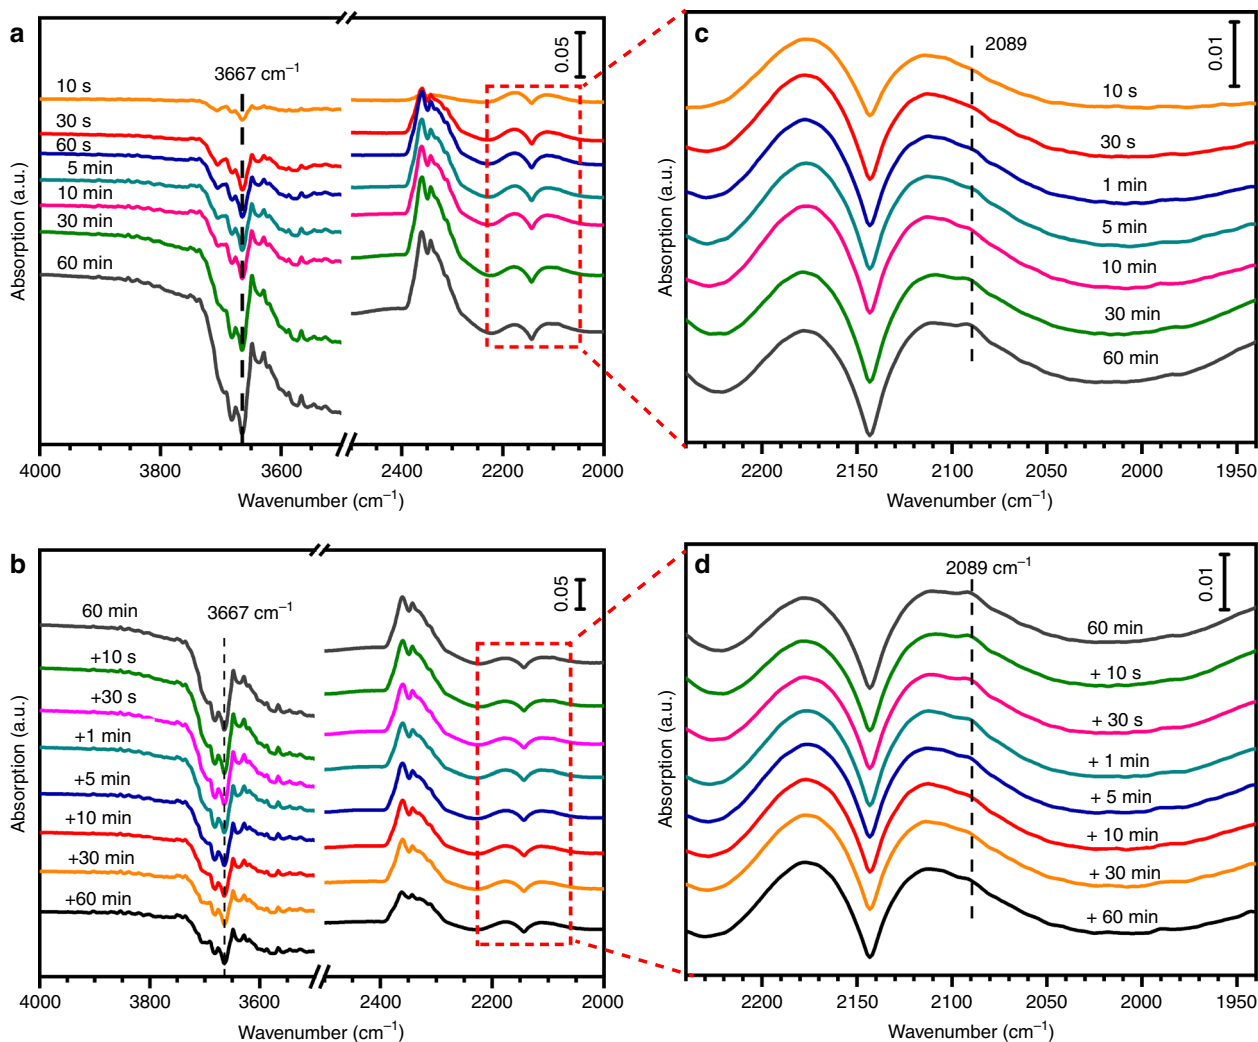 a
3667 cm⁻¹
0.05
10 s
30 s
60 s
5 min
10 min
30 min
60 min
Absorption (a.u.)
4000 3800 3600 2400 2200 2000
Wavenumber (cm⁻¹)
c
2089
0.01
10 s
30 s
1 min
5 min
10 min
30 min
60 min
Absorption (a.u.)
2200 2150 2100 2050 2000 1950
Wavenumber (cm⁻¹)
b
3667 cm⁻¹
0.05
60 min
+10 s
+30 s
+1 min
+5 min
+10 min
+30 min
+60 min
Absorption (a.u.)
4000 3800 3600 2400 2200 2000
Wavenumber (cm⁻¹)
d
2089 cm⁻¹
0.01
60 min
+ 10 s
+ 30 s
+ 1 min
+ 5 min
+ 10 min
+ 30 min
+ 60 min
Absorption (a.u.)
2200 2150 2100 2050 2000 1950
Wavenumber (cm⁻¹)